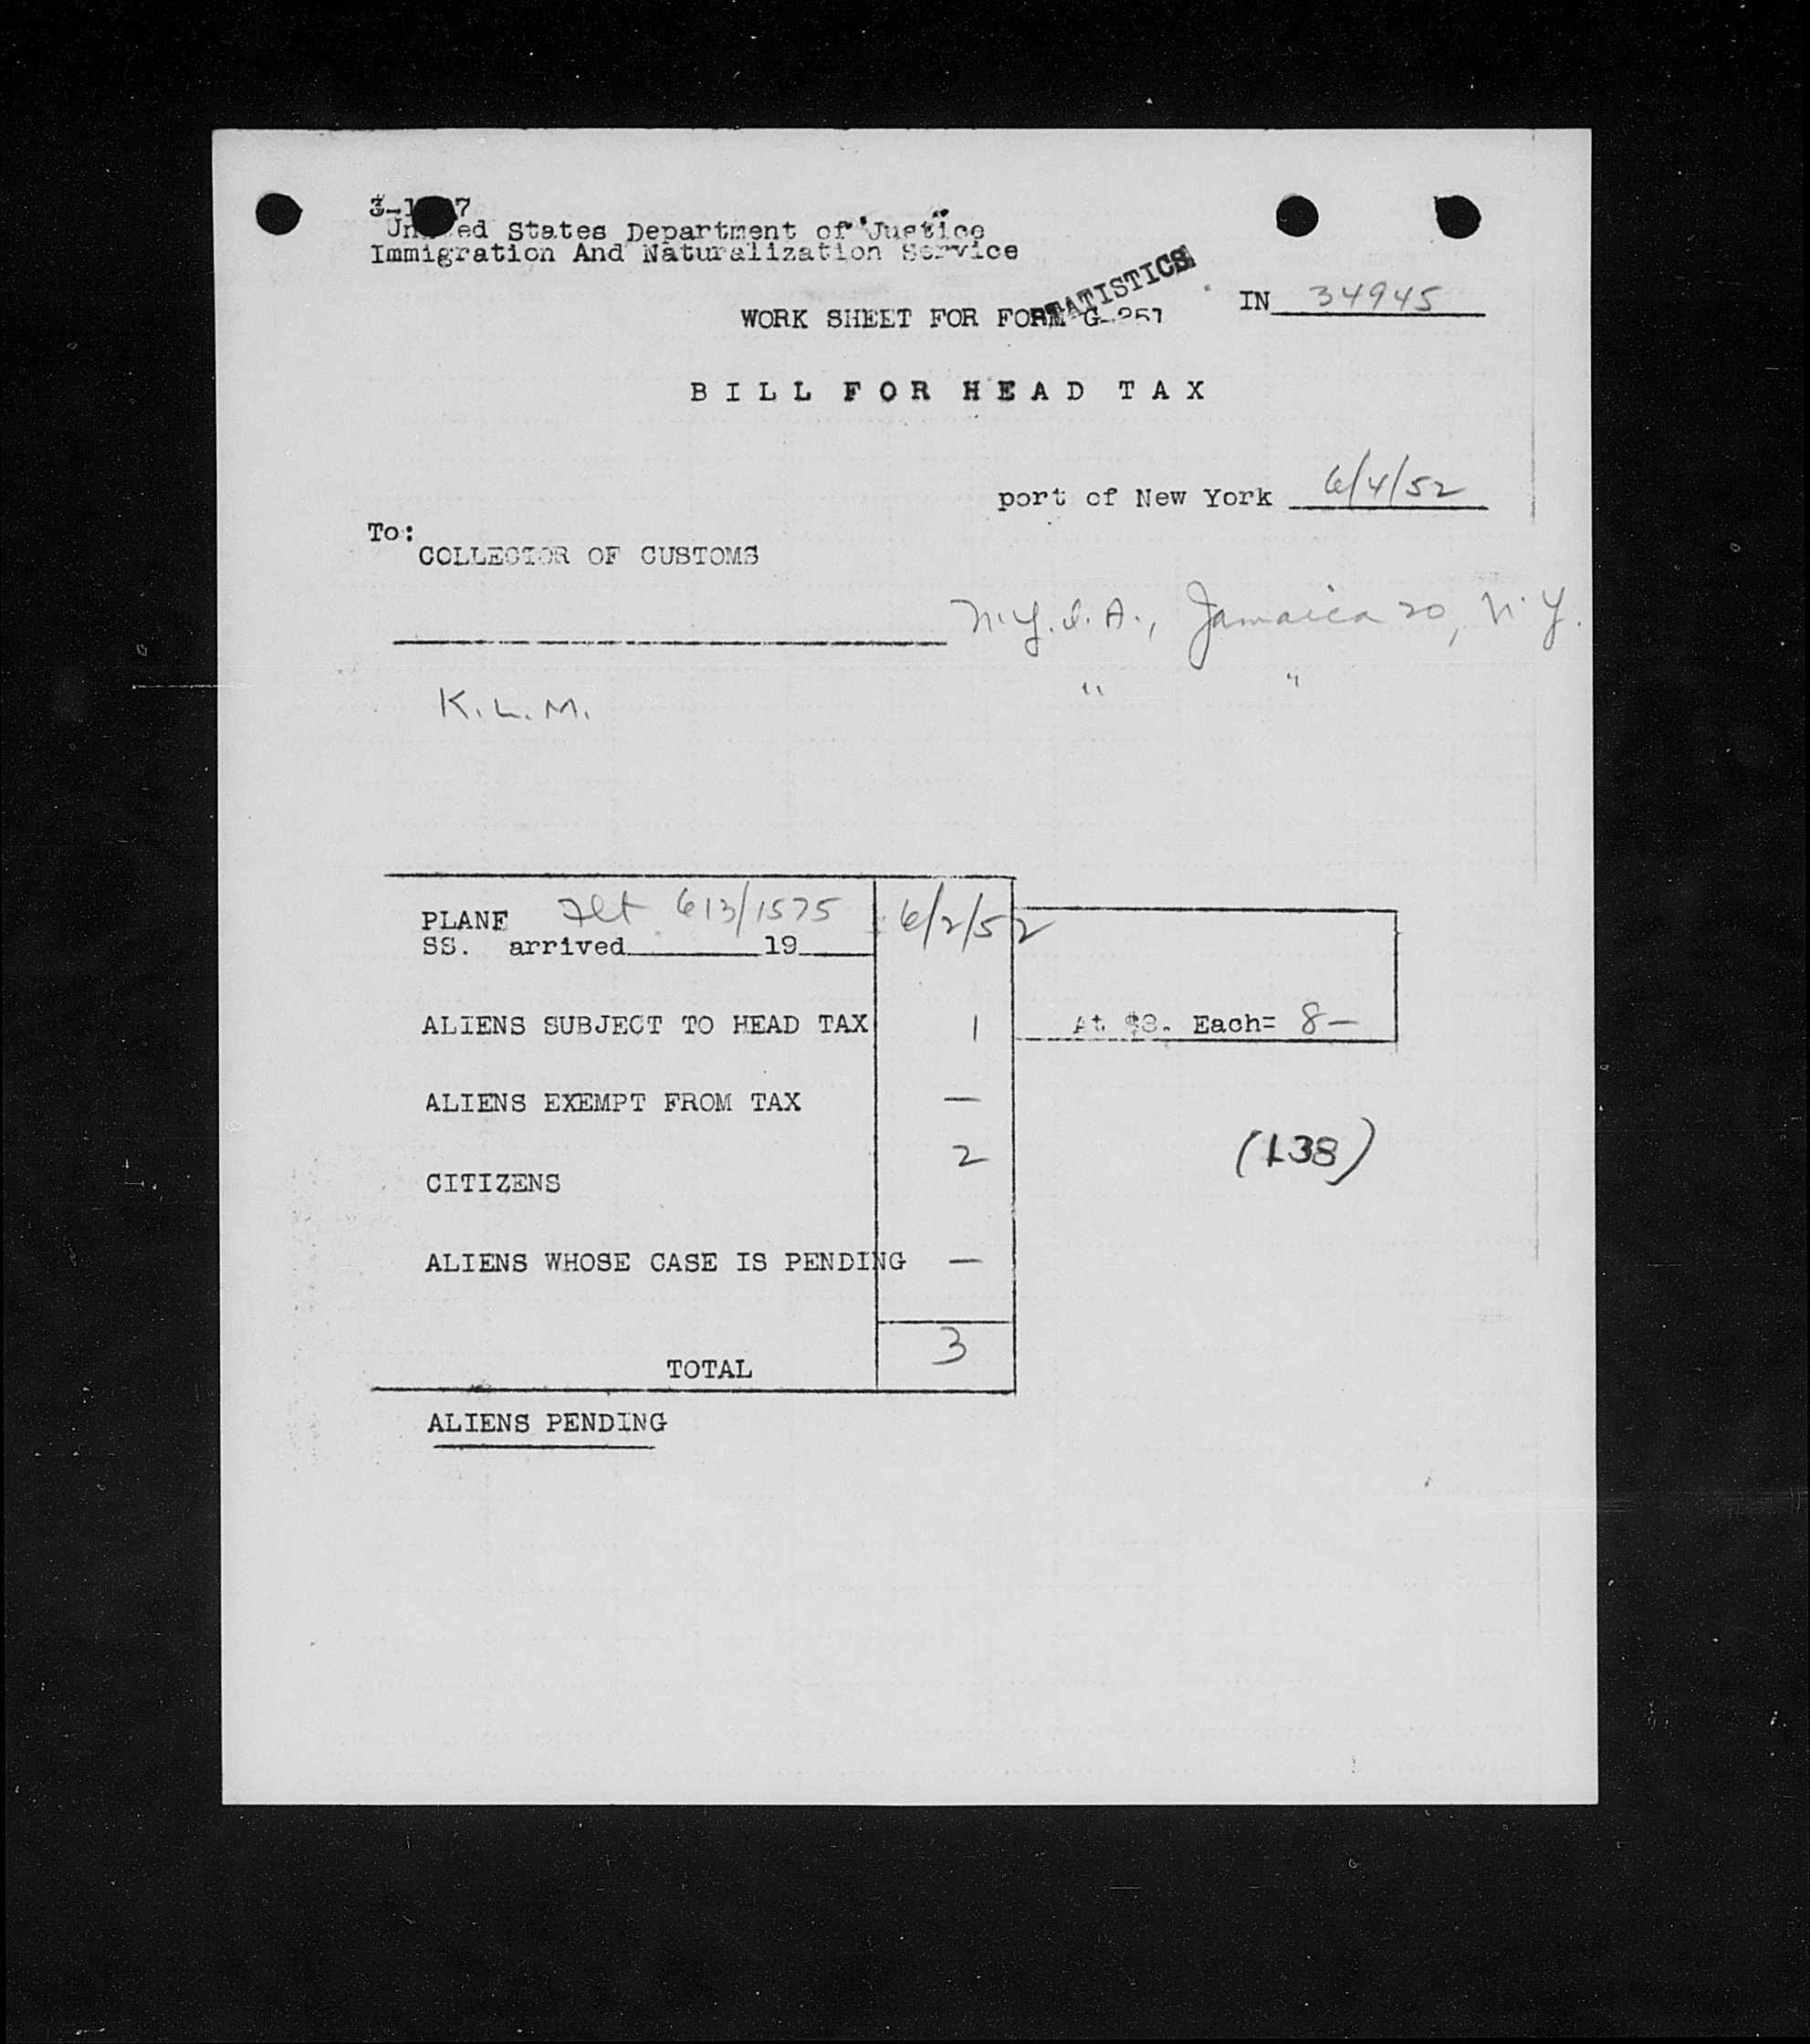 United States Department of Justice
Immigration And Naturalization Service
STATISTICS
IN 34945
WORK SHEET FOR FORM G-251
BILL FOR HEAD TAX
port of New York 6/4/52
To:
COLLECTOR OF CUSTOMS
N.Y.I.A., Jamaica 20, N.Y.
K.L.M. " "
PLANE Flt 613/1575 6/2/52
SS. arrived 19
ALIENS SUBJECT TO HEAD TAX 1 At $8. Each= 8—
ALIENS EXEMPT FROM TAX —
(138)
CITIZENS 2
ALIENS WHOSE CASE IS PENDING —
TOTAL 3
ALIENS PENDING